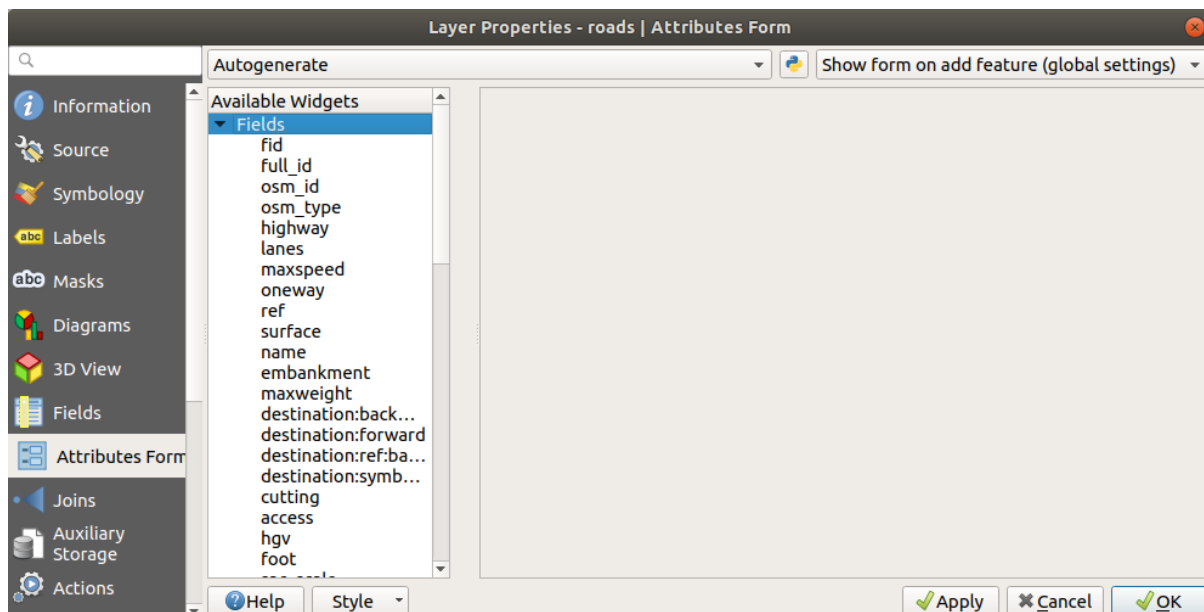 Layer Properties - roads | Attributes Form
Autogenerate
Show form on add feature (global settings)
Information
Source
Symbology
abc Labels
abc Masks
Diagrams
3D View
Fields
Attributes Form
Joins
Auxiliary
Storage
Actions
Available Widgets
Fields
fid
full_id
osm_id
osm_type
highway
lanes
maxspeed
oneway
ref
surface
name
embankment
maxweight
destination:back...
destination:forward
destination:ref:ba...
destination:symb...
cutting
access
hgv
foot
Help
Style
Apply
Cancel
OK